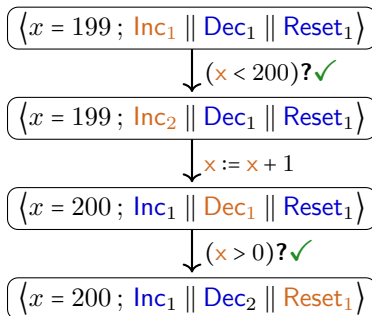 ⟨x = 199 ; Inc₁ || Dec₁ || Reset₁⟩
(x < 200)?✓
⟨x = 199 ; Inc₂ || Dec₁ || Reset₁⟩
x := x + 1
⟨x = 200 ; Inc₁ || Dec₁ || Reset₁⟩
(x > 0)?✓
⟨x = 200 ; Inc₁ || Dec₂ || Reset₁⟩